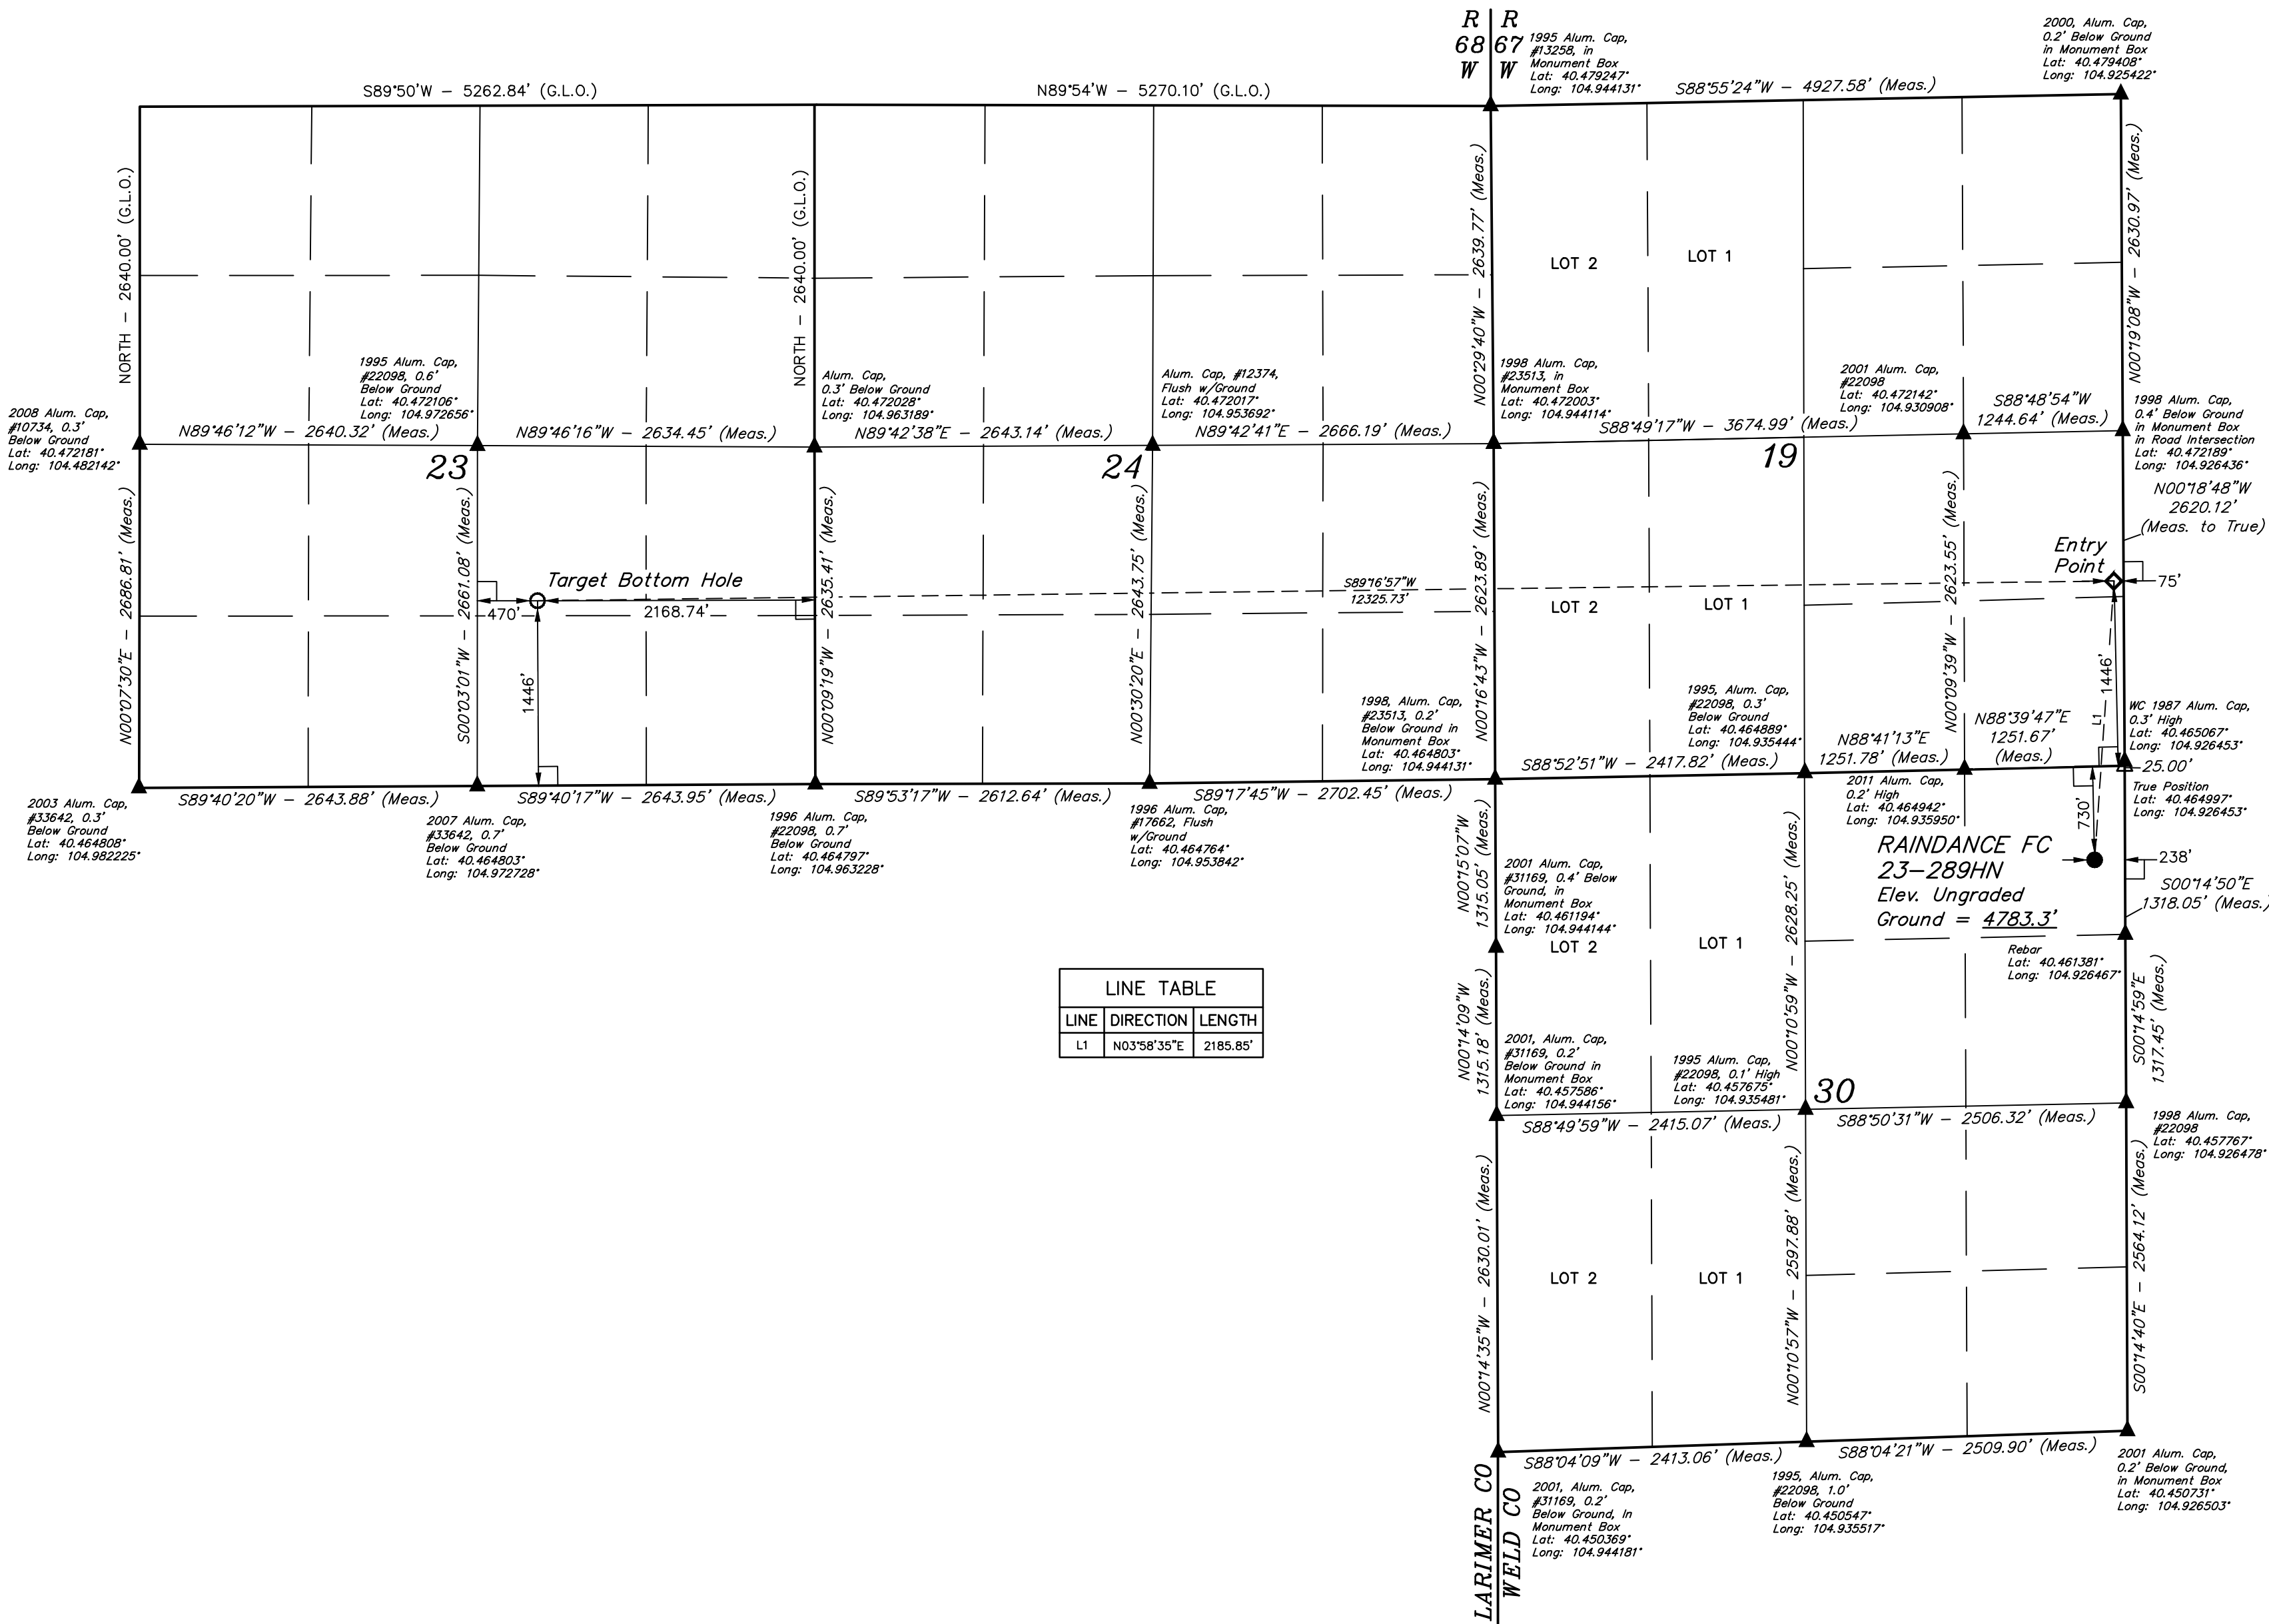 R R
68 67
W W
1995 Alum. Cap,
#13258, in
Monument Box
Lat: 40.479247°
Long: 104.944131°
2000, Alum. Cap,
0.2' Below Ground
in Monument Box
Lat: 40.479408°
Long: 104.925422°
S89°50'W – 5262.84' (G.L.O.)
N89°54'W – 5270.10' (G.L.O.)
S88°55'24"W – 4927.58' (Meas.)
NORTH – 2640.00' (G.L.O.)
NORTH – 2640.00' (G.L.O.)
N00°29'40"W – 2639.77' (Meas.)
N00°19'08"W – 2630.97' (Meas.)
LOT 2
LOT 1
2008 Alum. Cap,
#10734, 0.3'
Below Ground
Lat: 40.472181°
Long: 104.482142°
1995 Alum. Cap,
#22098, 0.6'
Below Ground
Lat: 40.472106°
Long: 104.972656°
Alum. Cap,
0.3' Below Ground
Lat: 40.472028°
Long: 104.963189°
Alum. Cap, #12374,
Flush w/Ground
Lat: 40.472017°
Long: 104.953692°
1998 Alum. Cap,
#23513, in
Monument Box
Lat: 40.472003°
Long: 104.944114°
2001 Alum. Cap,
#22098
Lat: 40.472142°
Long: 104.930908°
S88°48'54"W
1244.64' (Meas.)
1998 Alum. Cap,
0.4' Below Ground
in Monument Box
in Road Intersection
Lat: 40.472189°
Long: 104.926436°
N89°46'12"W – 2640.32' (Meas.)
N89°46'16"W – 2634.45' (Meas.)
N89°42'38"E – 2643.14' (Meas.)
N89°42'41"E – 2666.19' (Meas.)
S88°49'17"W – 3674.99' (Meas.)
23
24
19
N00°18'48"W
2620.12'
(Meas. to True)
N00°07'30"E – 2686.81' (Meas.)
S00°03'01"W – 2661.08' (Meas.)
N00°09'19"W – 2635.41' (Meas.)
N00°30'20"E – 2643.75' (Meas.)
N00°16'43"W – 2623.89' (Meas.)
N00°09'39"W – 2623.55' (Meas.)
Target Bottom Hole
470'
2168.74'
1446'
S89°16'57"W
12325.73'
LOT 2
LOT 1
Entry
Point
75'
1446'
L1
1998, Alum. Cap,
#23513, 0.2'
Below Ground in
Monument Box
Lat: 40.464803°
Long: 104.944131°
1995, Alum. Cap,
#22098, 0.3'
Below Ground
Lat: 40.464889°
Long: 104.935444°
N88°41'13"E
1251.78' (Meas.)
N88°39'47"E
1251.67'
(Meas.)
WC 1987 Alum. Cap,
0.3' High
Lat: 40.465067°
Long: 104.926453°
25.00'
True Position
Lat: 40.464997°
Long: 104.926453°
S89°40'20"W – 2643.88' (Meas.)
S89°40'17"W – 2643.95' (Meas.)
S89°53'17"W – 2612.64' (Meas.)
S89°17'45"W – 2702.45' (Meas.)
S88°52'51"W – 2417.82' (Meas.)
2003 Alum. Cap,
#33642, 0.3'
Below Ground
Lat: 40.464808°
Long: 104.982225°
2007 Alum. Cap,
#33642, 0.7'
Below Ground
Lat: 40.464803°
Long: 104.972728°
1996 Alum. Cap,
#22098, 0.7'
Below Ground
Lat: 40.464797°
Long: 104.963228°
1996 Alum. Cap,
#17662, Flush
w/Ground
Lat: 40.464764°
Long: 104.953842°
2011 Alum. Cap,
0.2' High
Lat: 40.464942°
Long: 104.935950°
730'
RAINDANCE FC
23–289HN
Elev. Ungraded
Ground = 4783.3'
238'
S00°14'50"E
1318.05' (Meas.)
N00°15'07"W
1315.05' (Meas.)
2001 Alum. Cap,
#31169, 0.4' Below
Ground, in
Monument Box
Lat: 40.461194°
Long: 104.944144°
LOT 2
LOT 1
N00°10'59"W – 2628.25' (Meas.)
Rebar
Lat: 40.461381°
Long: 104.926467°
LINE TABLE
LINE DIRECTION LENGTH
L1 N03°58'35"E 2185.85'
N00°14'09"W
1315.18' (Meas.)
S00°14'59"E
1317.45' (Meas.)
2001, Alum. Cap,
#31169, 0.2'
Below Ground in
Monument Box
Lat: 40.457586°
Long: 104.944156°
1995 Alum. Cap,
#22098, 0.1' High
Lat: 40.457675°
Long: 104.935481°
30
S88°49'59"W – 2415.07' (Meas.)
S88°50'31"W – 2506.32' (Meas.)
1998 Alum. Cap,
#22098
Lat: 40.457767°
Long: 104.926478°
N00°14'35"W – 2630.01' (Meas.)
N00°10'57"W – 2597.88' (Meas.)
S00°14'40"E – 2564.12' (Meas.)
LOT 2
LOT 1
S88°04'09"W – 2413.06' (Meas.)
S88°04'21"W – 2509.90' (Meas.)
LARIMER CO
WELD CO
2001, Alum. Cap,
#31169, 0.2'
Below Ground, In
Monument Box
Lat: 40.450369°
Long: 104.944181°
1995, Alum. Cap,
#22098, 1.0'
Below Ground
Lat: 40.450547°
Long: 104.935517°
2001 Alum. Cap,
0.2' Below Ground,
in Monument Box
Lat: 40.450731°
Long: 104.926503°